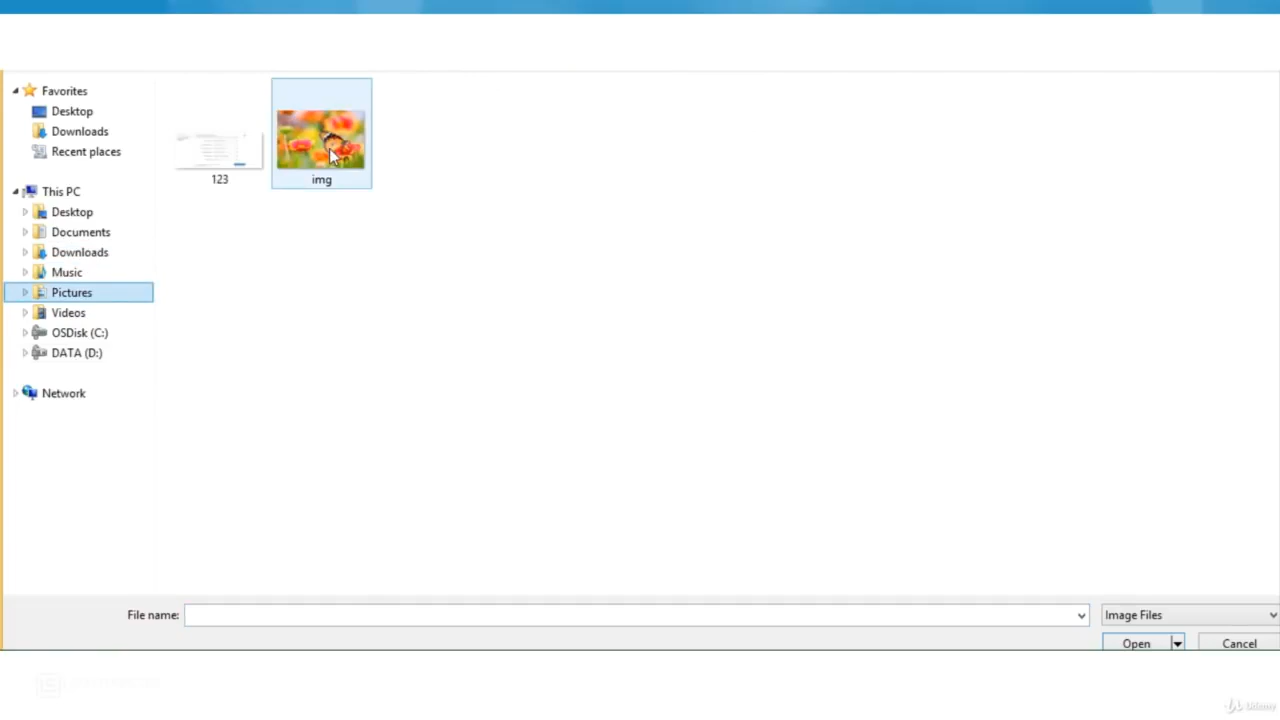 Favorites
Desktop
Downloads
Recent places
This PC
Desktop
Documents
Downloads
Music
Pictures
Videos
OSDisk (C:)
DATA (D:)
Network
123
img
File name:
Image Files
Open
Cancel
Udemy